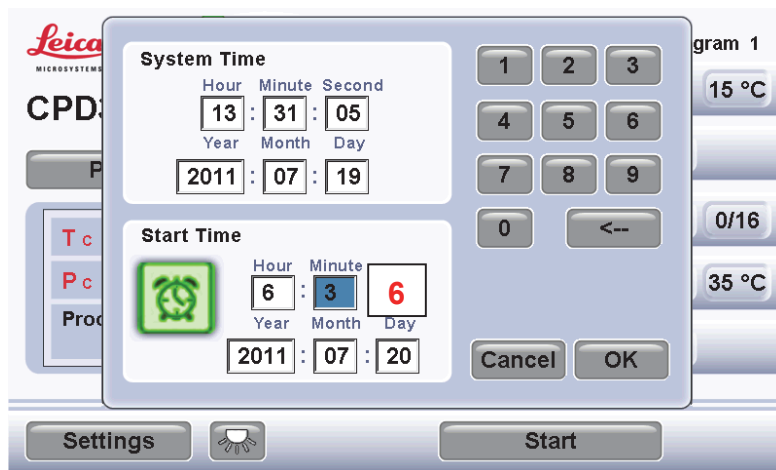 Leica
MICROSYSTEMS
gram 1
System Time
Hour Minute Second
13 : 31 : 05
Year Month Day
2011 : 07 : 19
1 2 3
4 5 6
7 8 9
0 <--
15 °C
CPD
P
Start Time
Hour Minute
6 : 3 6
Year Month Day
2011 : 07 : 20
Tc
Pc
Proc
0/16
35 °C
Cancel OK
Settings
Start